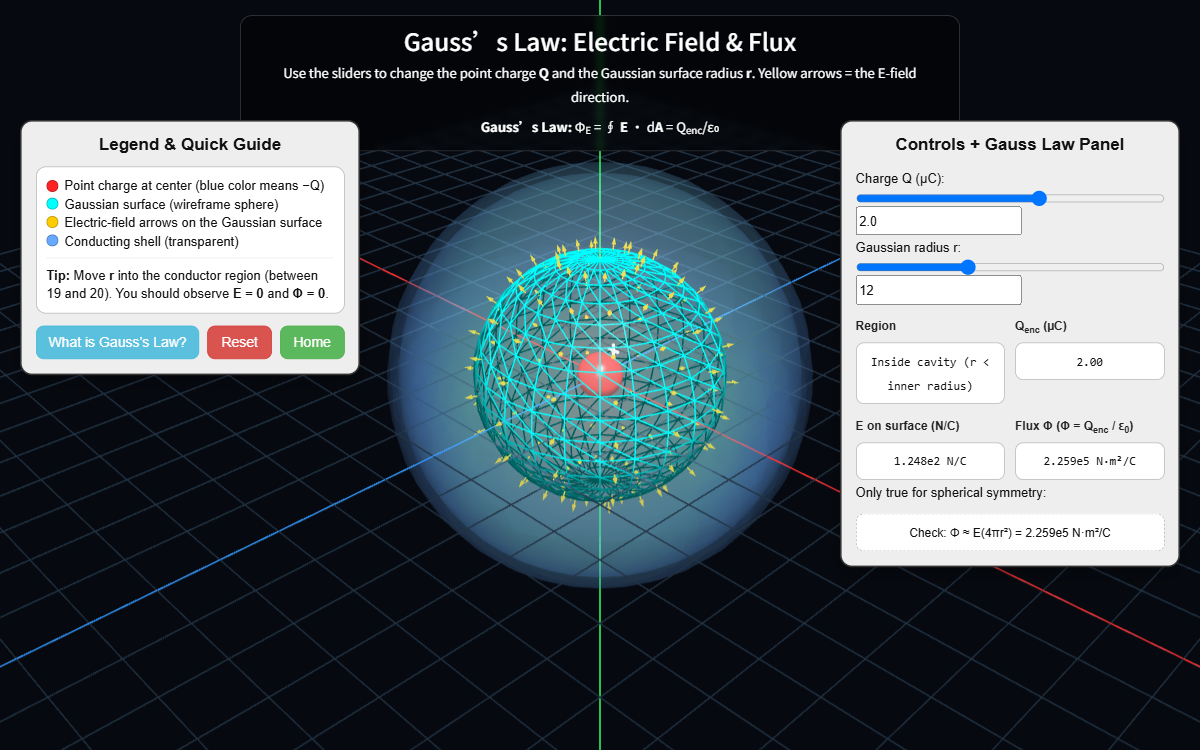 Gauss’s Law: Electric Field & Flux
Use the sliders to change the point charge Q and the Gaussian surface radius r. Yellow arrows = the E-field
direction.
Gauss’s Law: Φ_E = ∮ E · dA = Q_enc/ε₀
Legend & Quick Guide
Point charge at center (blue color means −Q)
Gaussian surface (wireframe sphere)
Electric-field arrows on the Gaussian surface
Conducting shell (transparent)
Tip: Move r into the conductor region (between
19 and 20). You should observe E = 0 and Φ = 0.
What is Gauss's Law?
Reset
Home
+
Controls + Gauss Law Panel
Charge Q (μC):
2.0
Gaussian radius r:
12
Region
Q_enc (μC)
Inside cavity (r <
inner radius)
2.00
E on surface (N/C)
Flux Φ (Φ = Q_enc / ε₀)
1.248e2 N/C
2.259e5 N·m²/C
Only true for spherical symmetry:
Check: Φ ≈ E(4πr²) = 2.259e5 N·m²/C